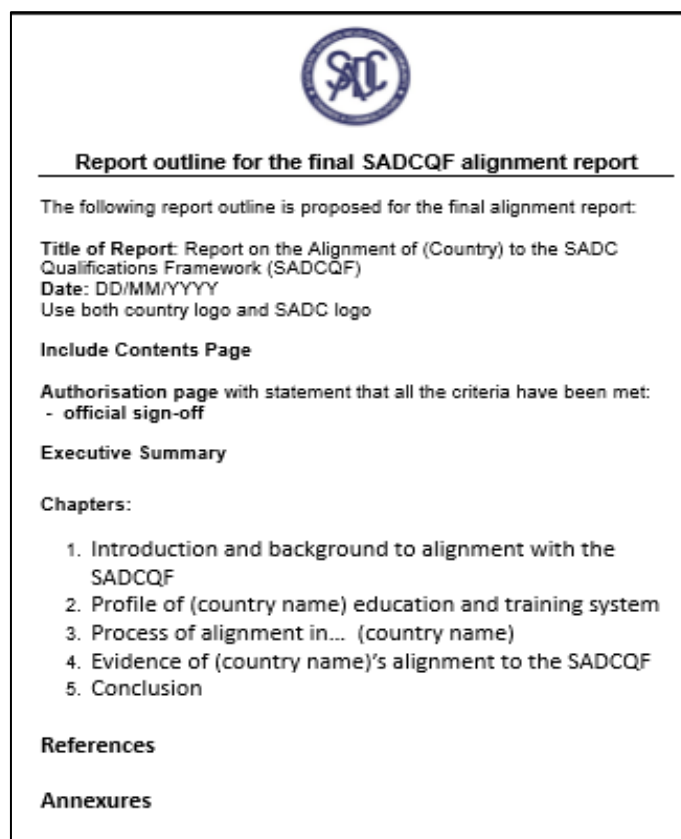 SADC
Report outline for the final SADCQF alignment report
The following report outline is proposed for the final alignment report:
Title of Report: Report on the Alignment of (Country) to the SADC
Qualifications Framework (SADCQF)
Date: DD/MM/YYYY
Use both country logo and SADC logo
Include Contents Page
Authorisation page with statement that all the criteria have been met:
- official sign-off
Executive Summary
Chapters:
1. Introduction and background to alignment with the
SADCQF
2. Profile of (country name) education and training system
3. Process of alignment in... (country name)
4. Evidence of (country name)'s alignment to the SADCQF
5. Conclusion
References
Annexures